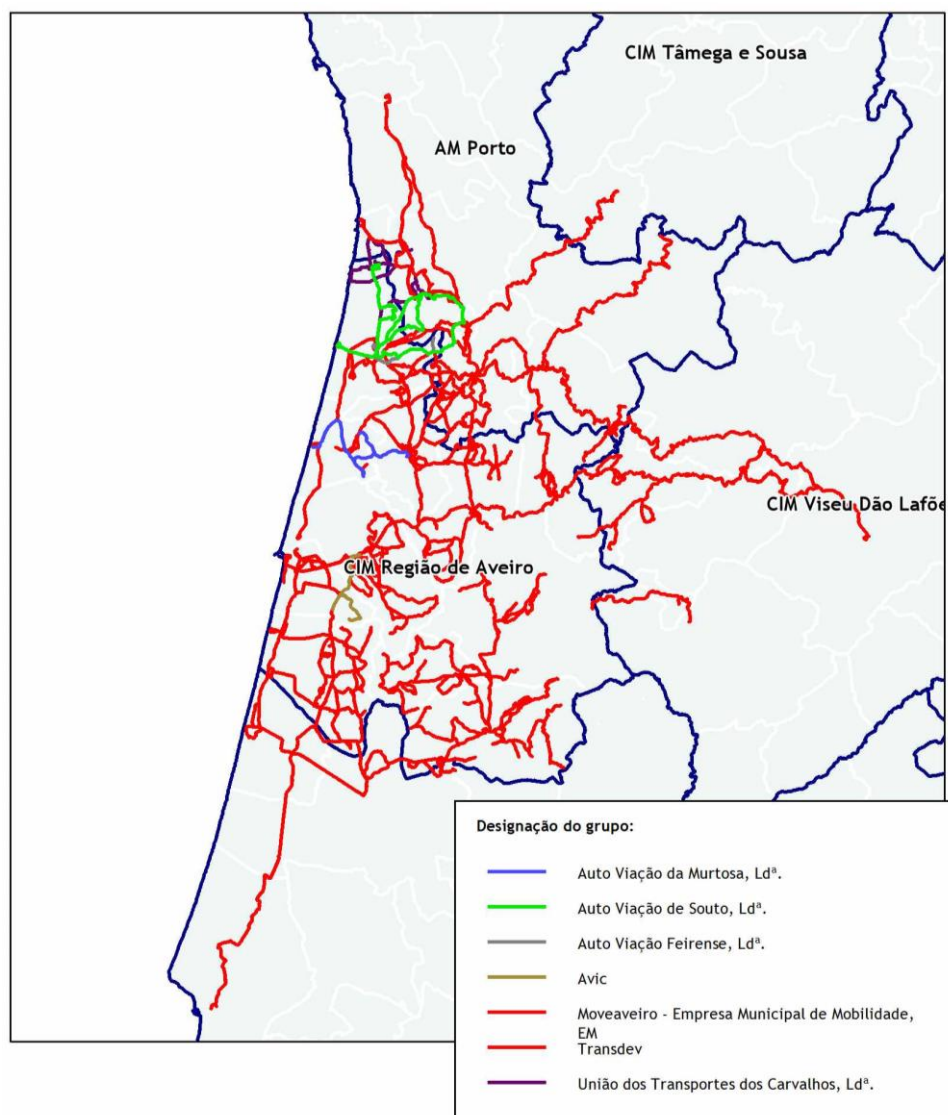 CIM Tâmega e Sousa
AM Porto
CIM Viseu Dão Lafõe
CIM Região de Aveiro
Designação do grupo:
Auto Viação da Murtosa, Ldª.
Auto Viação de Souto, Ldª.
Auto Viação Feirense, Ldª.
Avic
Moveaveiro - Empresa Municipal de Mobilidade,
EM
Transdev
União dos Transportes dos Carvalhos, Ldª.